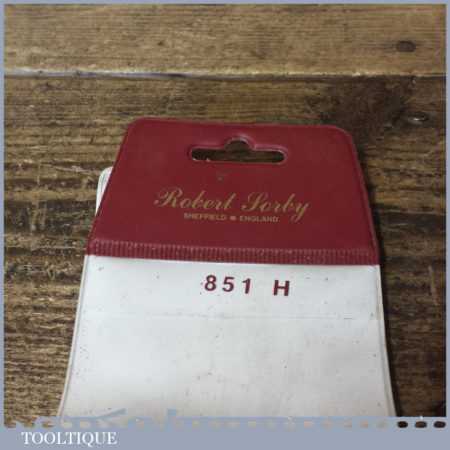 Robert Sorby
SHEFFIELD ENGLAND
851 H
TOOLTIQUE